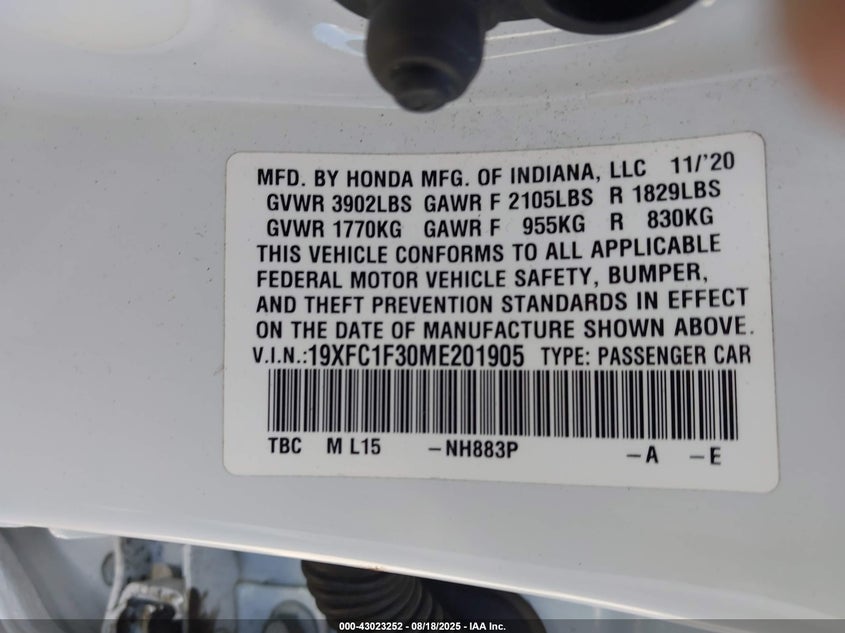 MFD. BY HONDA MFG. OF INDIANA, LLC 11/'20
GVWR 3902LBS GAWR F 2105LBS R 1829LBS
GVWR 1770KG GAWR F 955KG R 830KG
THIS VEHICLE CONFORMS TO ALL APPLICABLE
FEDERAL MOTOR VEHICLE SAFETY, BUMPER,
AND THEFT PREVENTION STANDARDS IN EFFECT
ON THE DATE OF MANUFACTURE SHOWN ABOVE.
V.I.N.:19XFC1F30ME201905 TYPE: PASSENGER CAR
TBC M L15 -NH883P -A -E
000-43023252 - 08/18/2025 - IAA Inc.